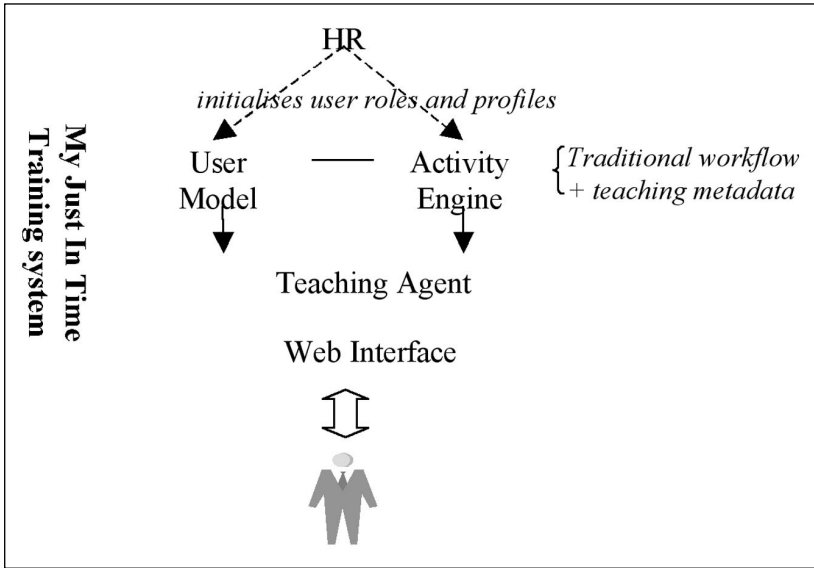 HR
initialises user roles and profiles
My Just In Time
Training system
User
Model
Activity
Engine
Traditional workflow
+ teaching metadata
Teaching Agent
Web Interface